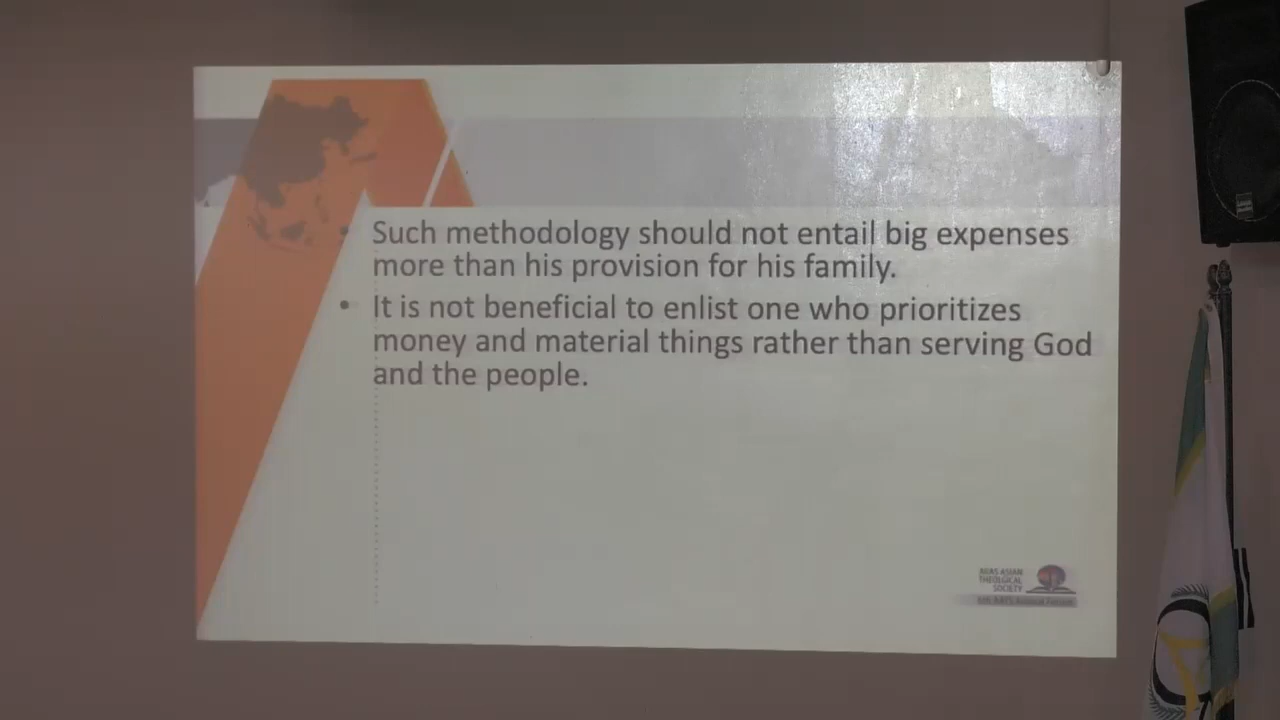 • Such methodology should not entail big expenses
more than his provision for his family.
• It is not beneficial to enlist one who prioritizes
money and material things rather than serving God
and the people.
ASIAN
THEOLOGICAL
SOCIETY